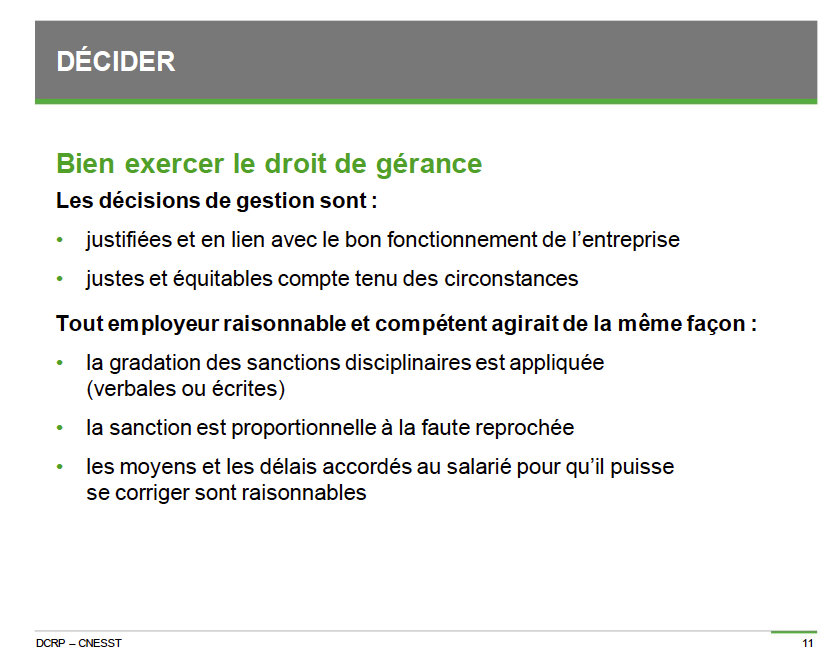 DÉCIDER
Bien exercer le droit de gérance
Les décisions de gestion sont :
• justifiées et en lien avec le bon fonctionnement de l’entreprise
• justes et équitables compte tenu des circonstances
Tout employeur raisonnable et compétent agirait de la même façon :
• la gradation des sanctions disciplinaires est appliquée
(verbales ou écrites)
• la sanction est proportionnelle à la faute reprochée
• les moyens et les délais accordés au salarié pour qu’il puisse
se corriger sont raisonnables
DCRP – CNESST
11